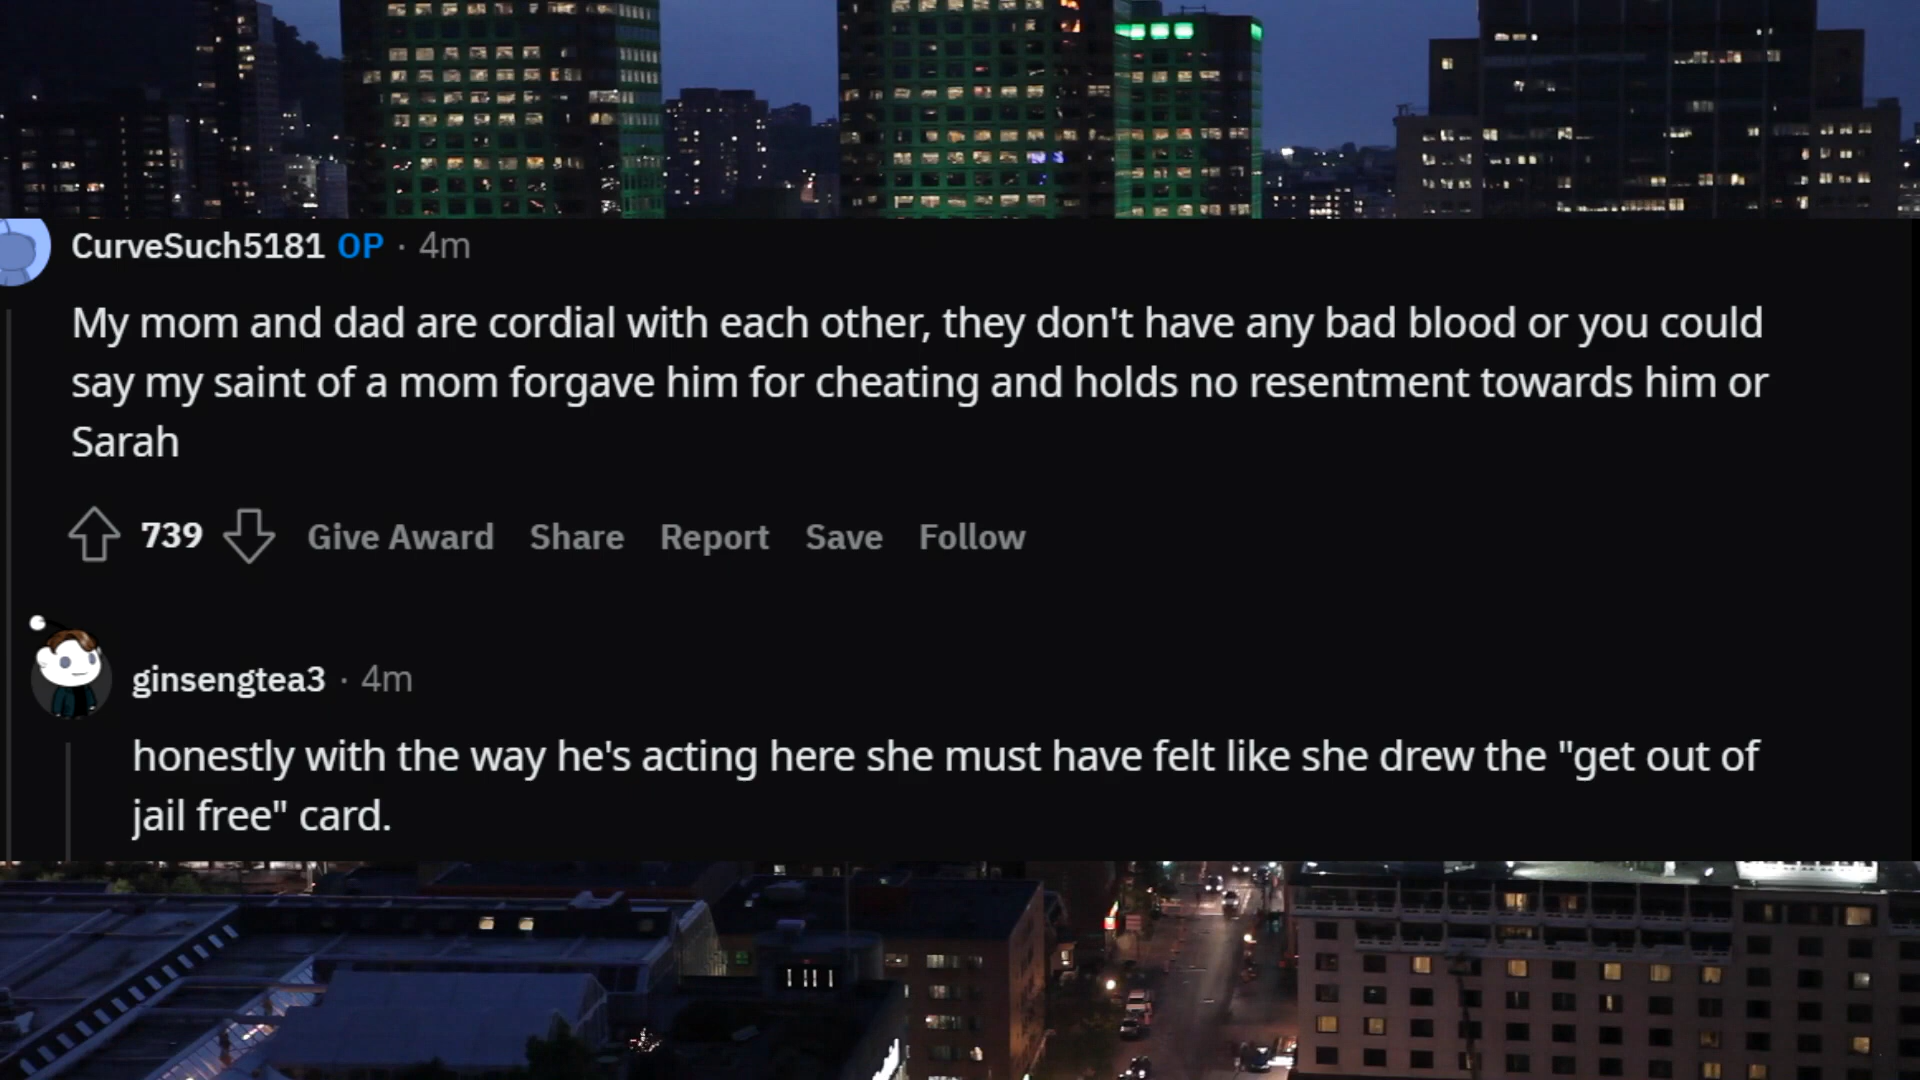 CurveSuch5181 OP · 4m
My mom and dad are cordial with each other, they don't have any bad blood or you could
say my saint of a mom forgave him for cheating and holds no resentment towards him or
Sarah
739 Give Award Share Report Save Follow
ginsengtea3 · 4m
honestly with the way he's acting here she must have felt like she drew the "get out of
jail free" card.